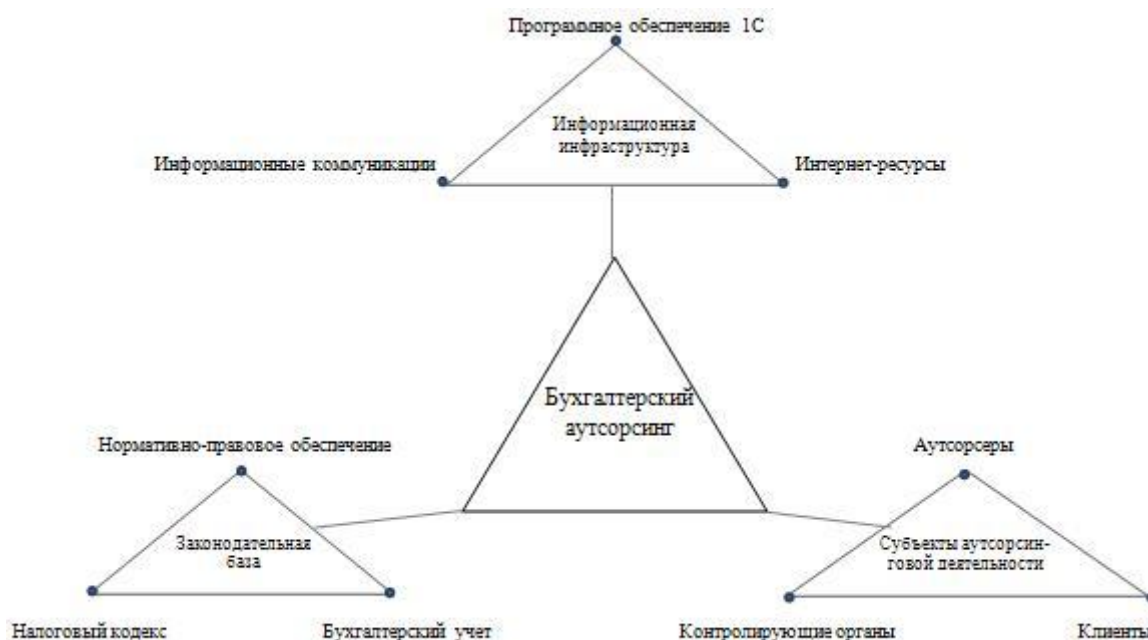 Программное обеспечение 1С
Информационная
инфраструктура
Информационные коммуникации
Интернет-ресурсы
Бухгалтерский
аутсорсинг
Нормативно-правовое обеспечение
Аутсорсеры
Законодательная
база
Субъекты аутсорсин-
говой деятельности
Налоговый кодекс
Бухгалтерский учет
Контролирующие органы
Клиенты